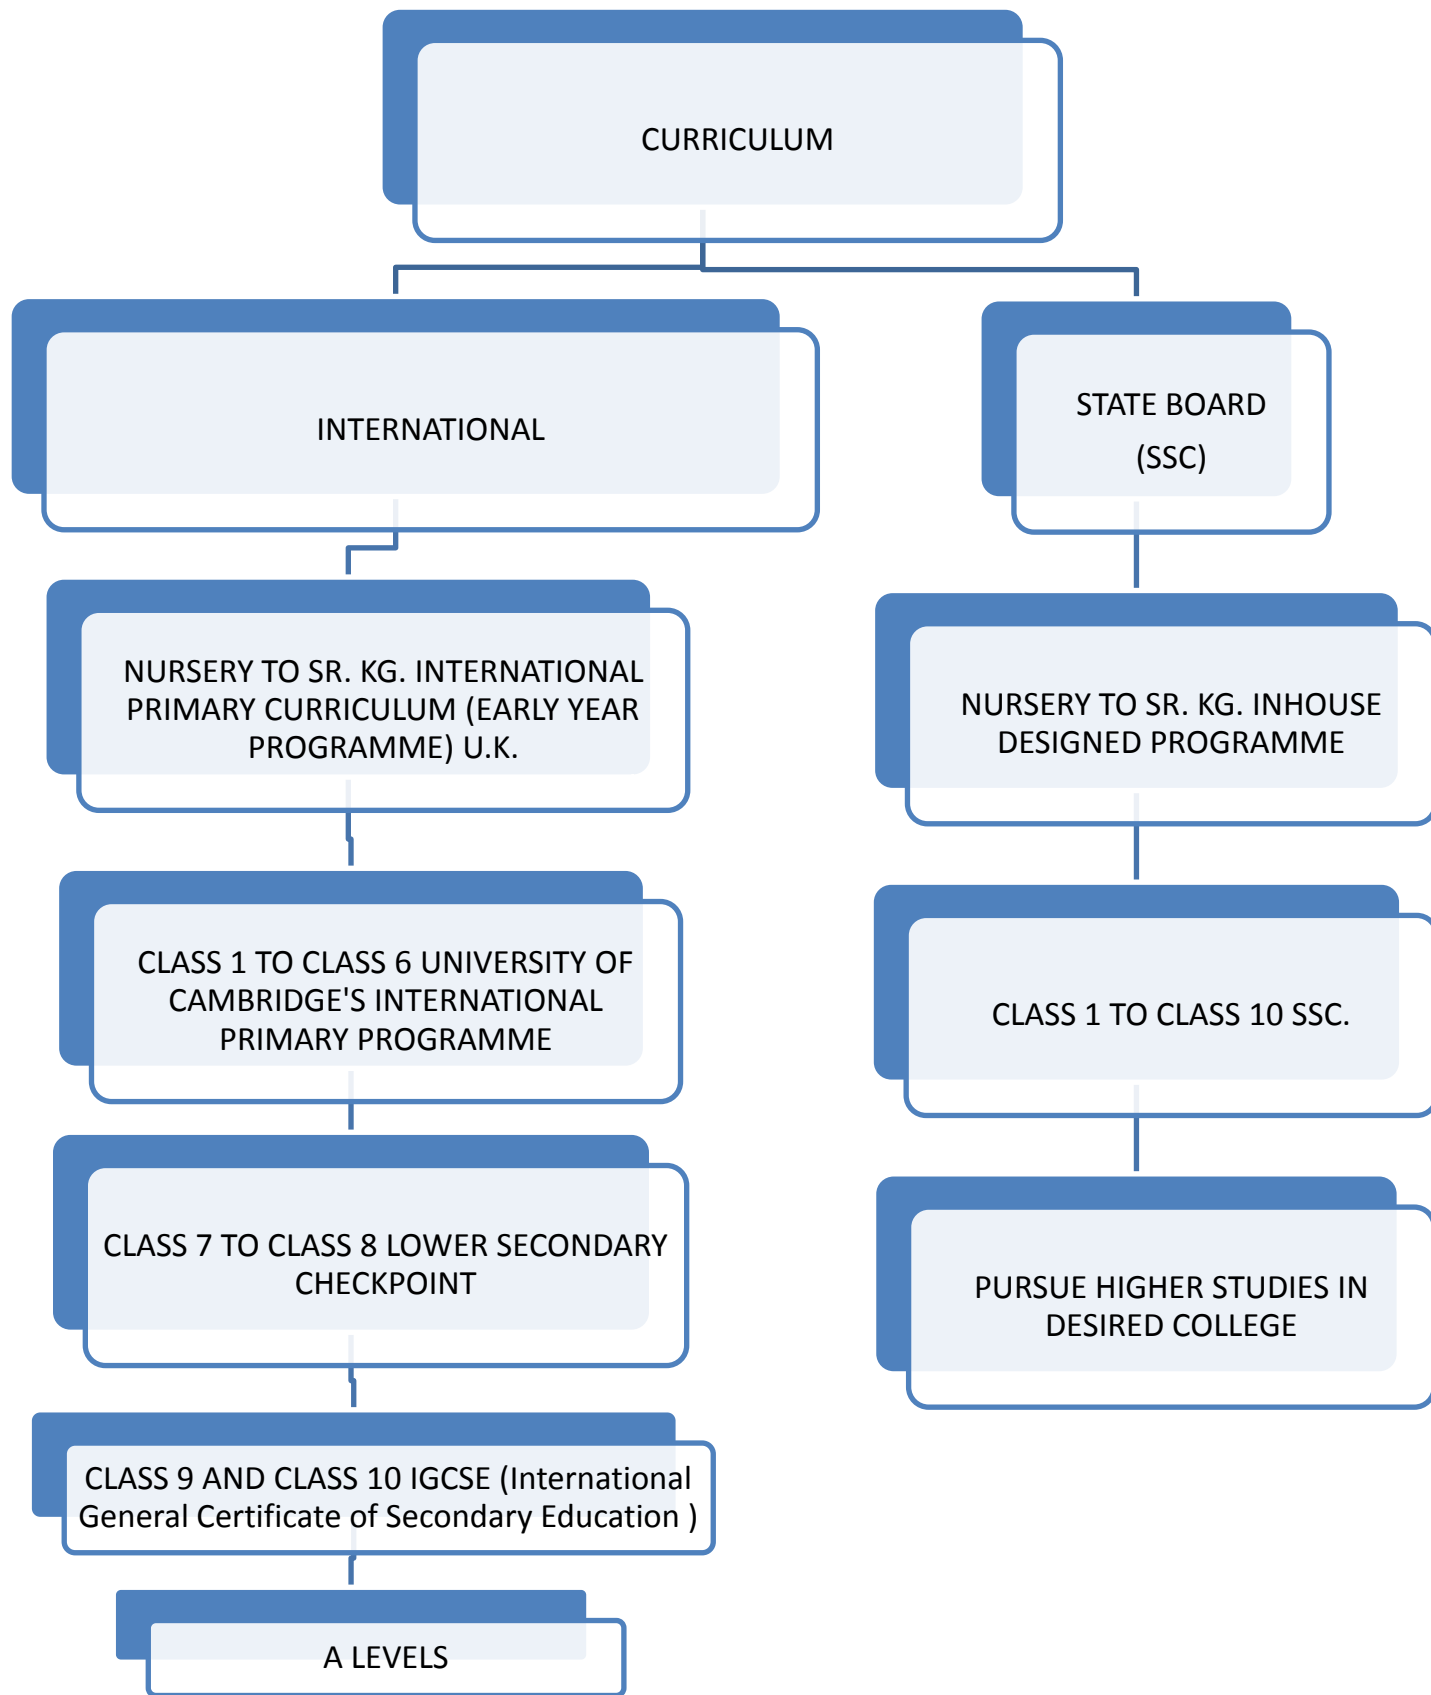 CURRICULUM
INTERNATIONAL
STATE BOARD
(SSC)
NURSERY TO SR. KG. INTERNATIONAL
PRIMARY CURRICULUM (EARLY YEAR
PROGRAMME) U.K.
NURSERY TO SR. KG. INHOUSE
DESIGNED PROGRAMME
CLASS 1 TO CLASS 6 UNIVERSITY OF
CAMBRIDGE'S INTERNATIONAL
PRIMARY PROGRAMME
CLASS 1 TO CLASS 10 SSC.
CLASS 7 TO CLASS 8 LOWER SECONDARY
CHECKPOINT
PURSUE HIGHER STUDIES IN
DESIRED COLLEGE
CLASS 9 AND CLASS 10 IGCSE (International
General Certificate of Secondary Education )
A LEVELS